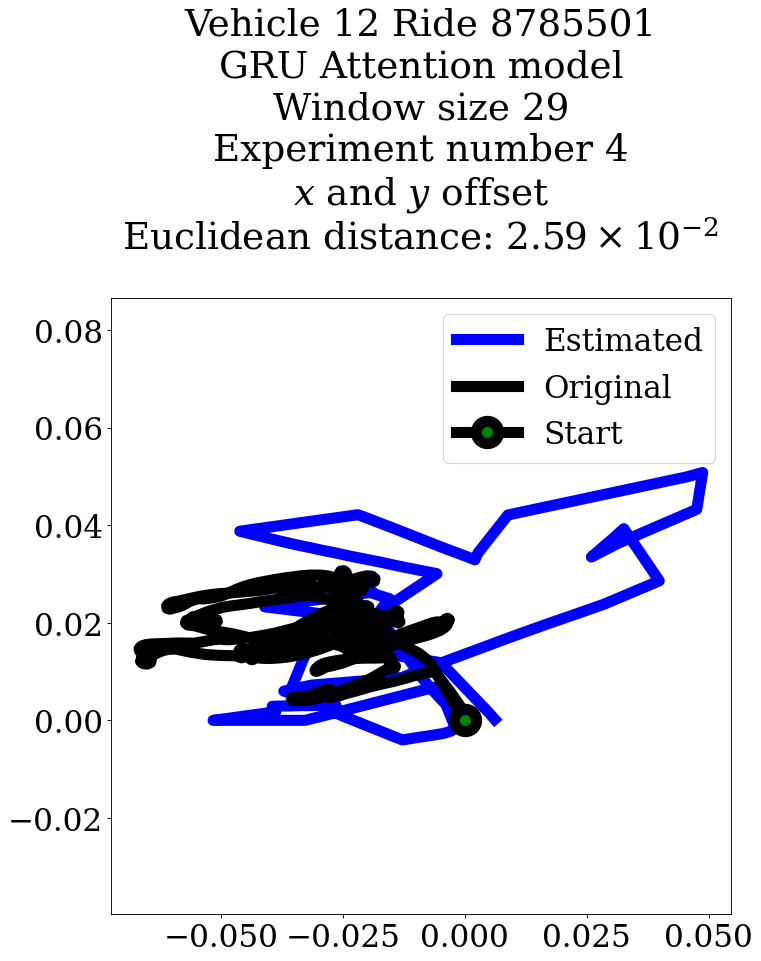 Vehicle 12 Ride 8785501
GRU Attention model
Window size 29
Experiment number 4
x and y offset
Euclidean distance: 2.59 × 10⁻²
Estimated
Original
Start
0.08
0.06
0.04
0.02
0.00
−0.02
−0.050 −0.025 0.000 0.025 0.050